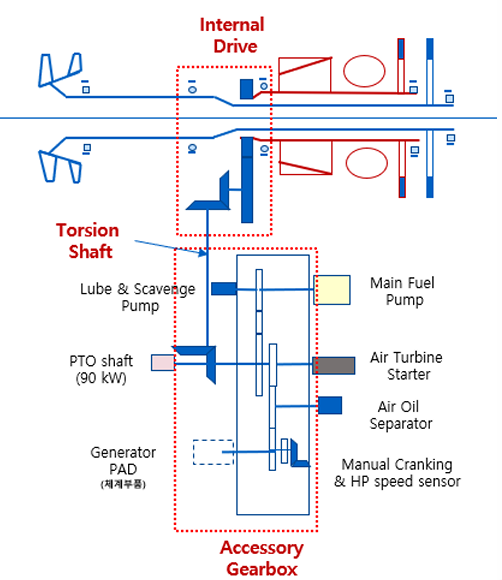 Internal
Drive
Torsion
Shaft
Lube & Scavenge
Pump
Main Fuel
Pump
PTO shaft
(90 kW)
Air Turbine
Starter
Air Oil
Separator
Generator
PAD
(체계부품)
Manual Cranking
& HP speed sensor
Accessory
Gearbox